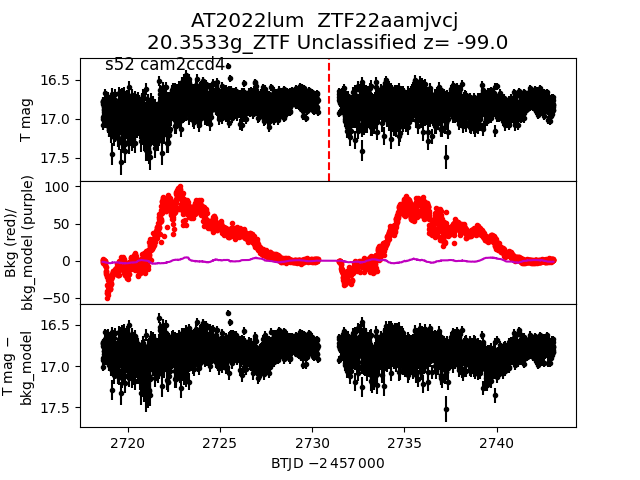 AT2022lum  ZTF22aamjvcj
20.3533g_ZTF Unclassified z= -99.0
s52 cam2ccd4
16.5
17.0
17.5
T mag
100
50
0
−50
Bkg (red)/
bkg_model (purple)
16.5
17.0
17.5
T mag −
bkg_model
2720 2725 2730 2735 2740
BTJD −2 457 000